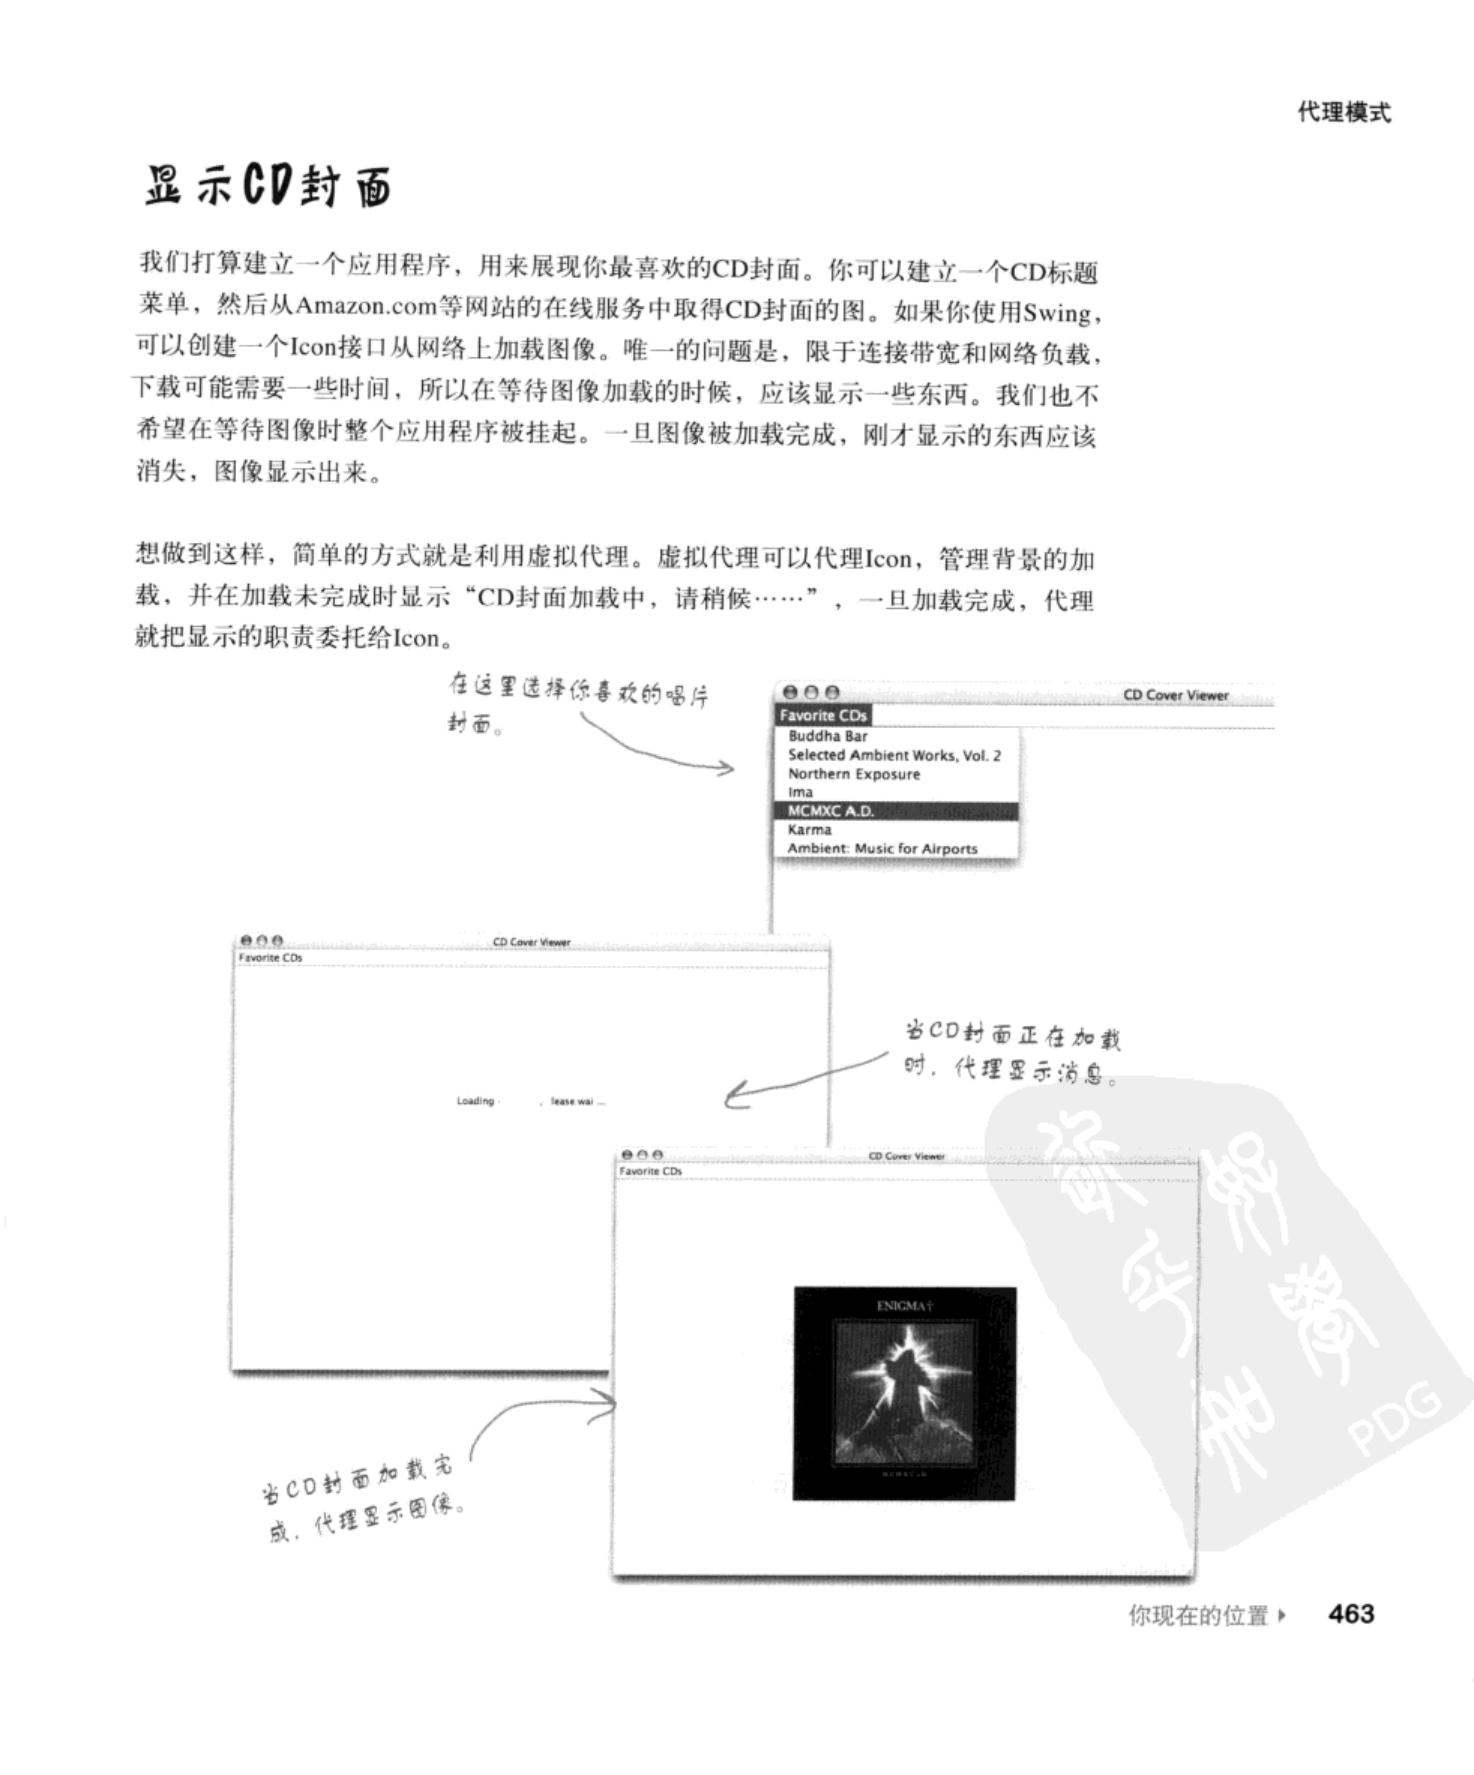 代理模式
显示CD封面
我们打算建立一个应用程序，用来展现你最喜欢的CD封面。你可以建立一个CD标题
菜单，然后从Amazon.com等网站的在线服务中取得CD封面的图。如果你使用Swing，
可以创建一个Icon接口从网络上加载图像。唯一的问题是，限于连接带宽和网络负载，
下载可能需要一些时间，所以在等待图像加载的时候，应该显示一些东西。我们也不
希望在等待图像时整个应用程序被挂起。一旦图像被加载完成，刚才显示的东西应该
消失，图像显示出来。
想做到这样，简单的方式就是利用虚拟代理。虚拟代理可以代理Icon，管理背景的加
载，并在加载未完成时显示“CD封面加载中，请稍候……”，一旦加载完成，代理
就把显示的职责委托给Icon。
在这里选择你喜欢的唱片
封面。
CD Cover Viewer
Favorite CDs
Buddha Bar
Selected Ambient Works, Vol. 2
Northern Exposure
Ima
MCMXC A.D.
Karma
Ambient: Music for Airports
CD Cover Viewer
Favorite CDs
Loading , lease wai ...
当CD封面正在加载
时，代理显示消息。
CD Cover Viewer
Favorite CDs
ENIGMA†
当CD封面加载完
成，代理显示图像。
PDG
你现在的位置 ▸ 463